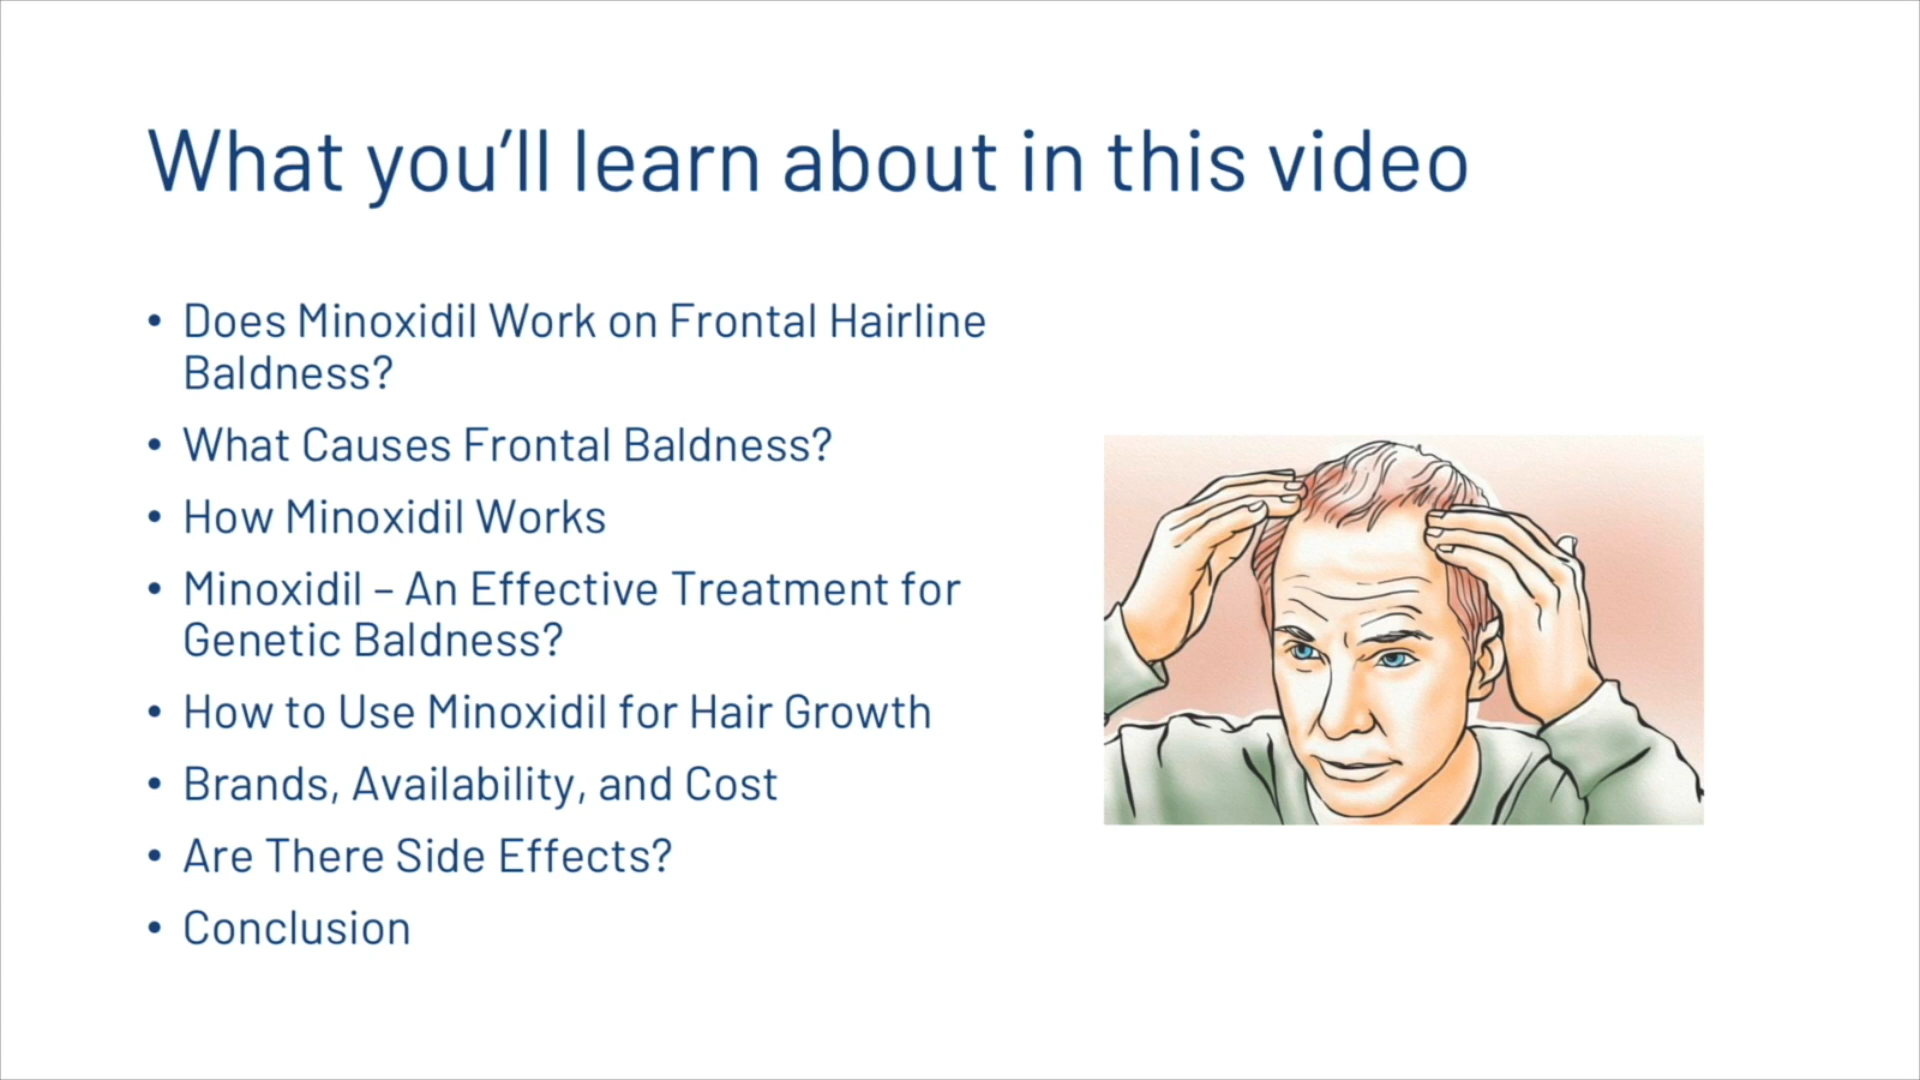 What you’ll learn about in this video
• Does Minoxidil Work on Frontal Hairline
Baldness?
• What Causes Frontal Baldness?
• How Minoxidil Works
• Minoxidil – An Effective Treatment for
Genetic Baldness?
• How to Use Minoxidil for Hair Growth
• Brands, Availability, and Cost
• Are There Side Effects?
• Conclusion